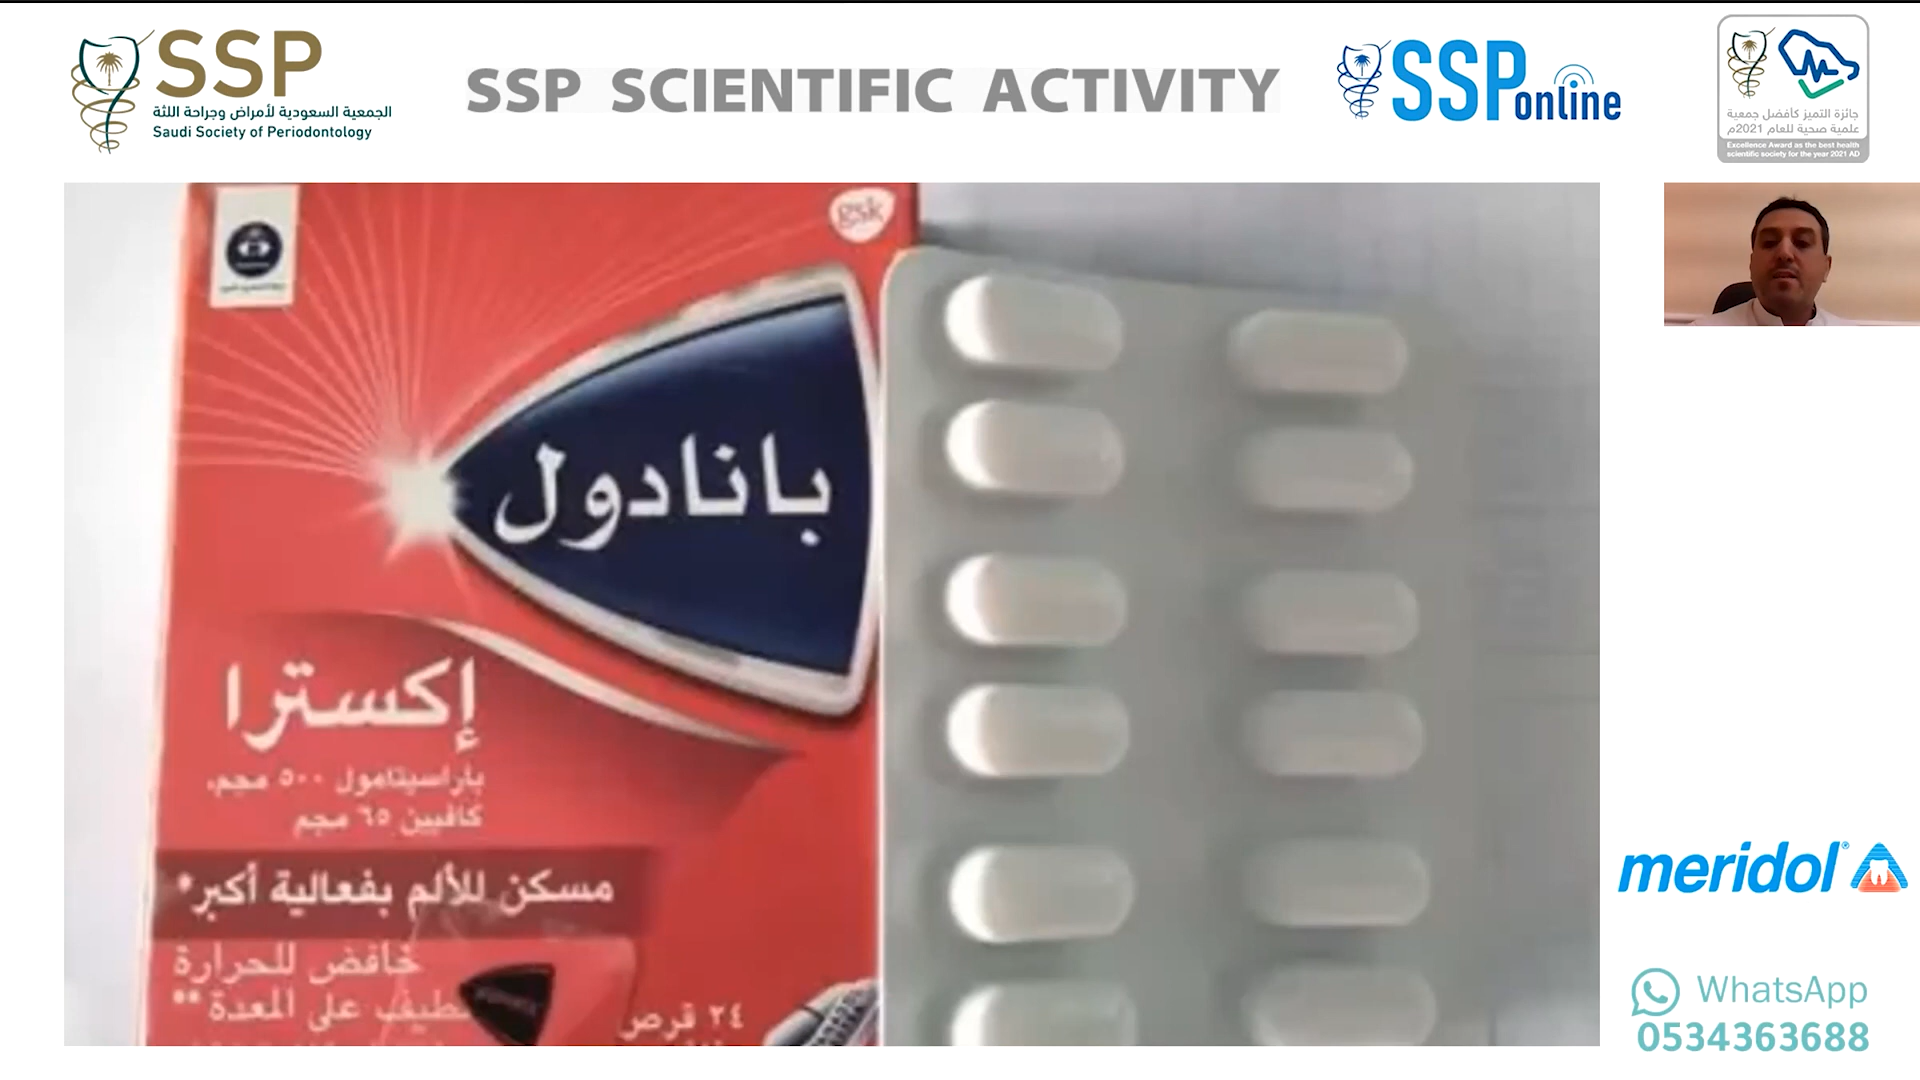 SSP
الجمعية السعودية لأمراض وجراحة اللثة
Saudi Society of Periodontology
SSP SCIENTIFIC ACTIVITY
SSP online
جائزة التميز كأفضل جمعية
علمية صحية للعام 2021م
Excellence Award as the best health
scientific society for the year 2021 AD
gsk
بانادول
إكسترا
باراسيتامول ٥٠٠ مجم،
كافيين ٦٥ مجم
مسكن للألم بفعالية أكبر*
خافض للحرارة
لطيف على المعدة**
٢٤ قرص
meridol®
WhatsApp
0534363688